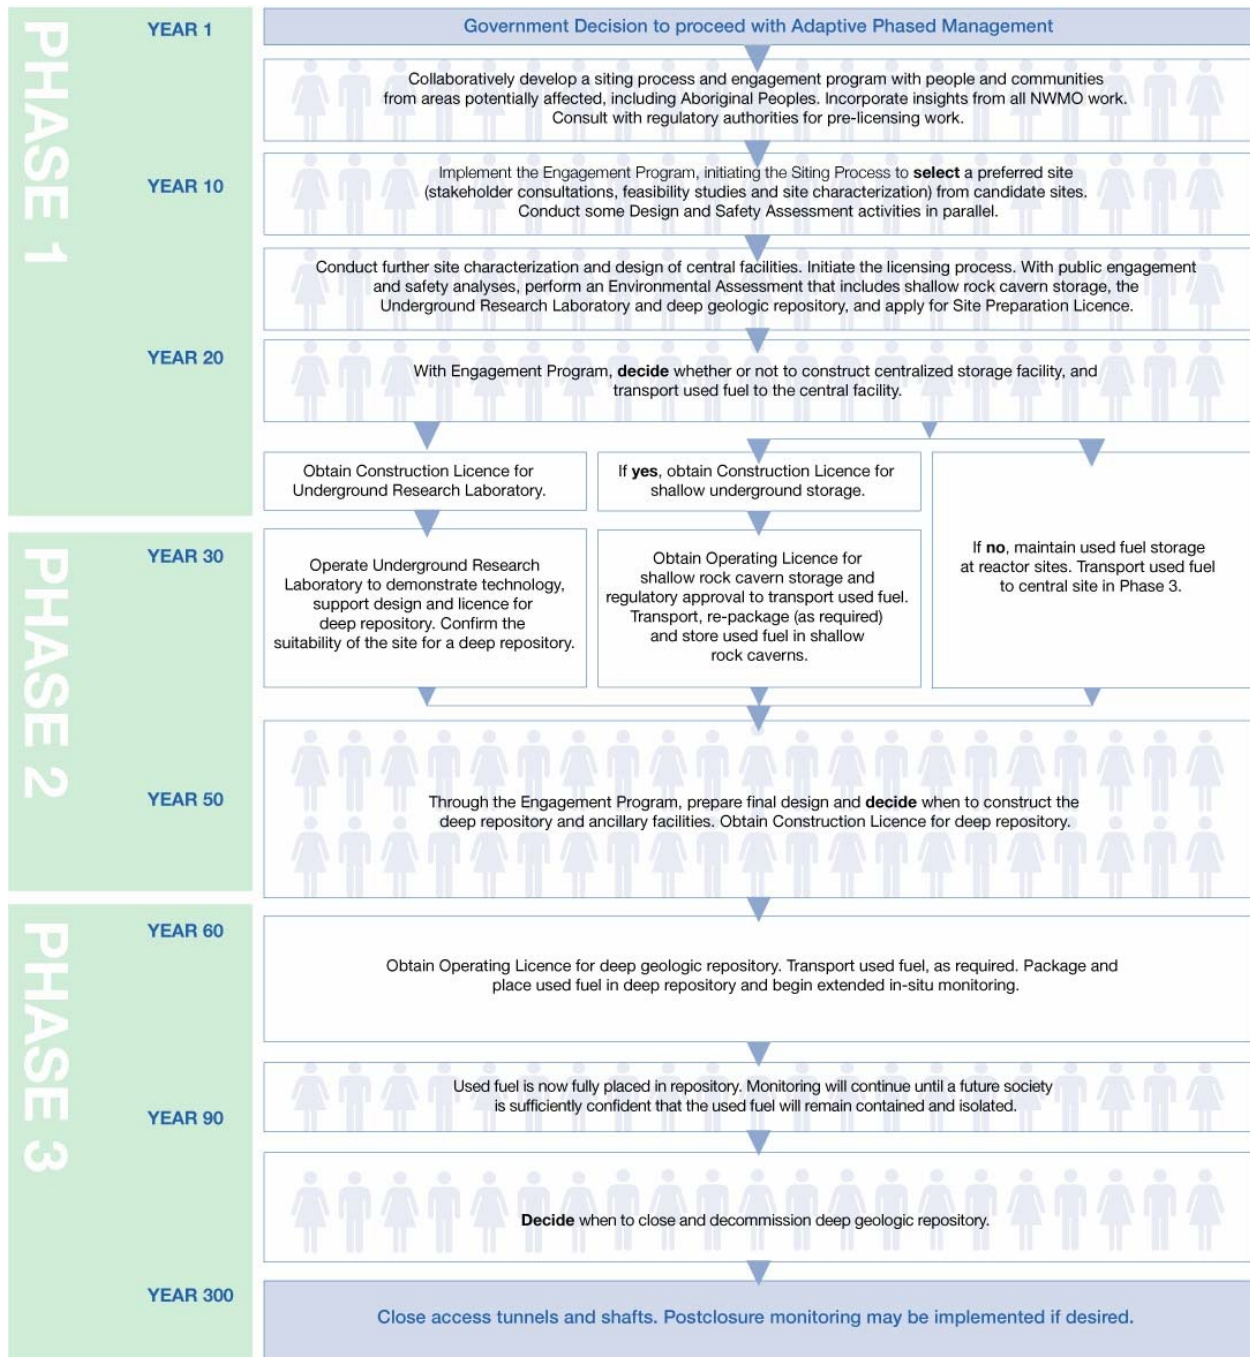 PHASE 1
YEAR 1
Government Decision to proceed with Adaptive Phased Management
Collaboratively develop a siting process and engagement program with people and communities
from areas potentially affected, including Aboriginal Peoples. Incorporate insights from all NWMO work.
Consult with regulatory authorities for pre-licensing work.
YEAR 10
Implement the Engagement Program, initiating the Siting Process to select a preferred site
(stakeholder consultations, feasibility studies and site characterization) from candidate sites.
Conduct some Design and Safety Assessment activities in parallel.
Conduct further site characterization and design of central facilities. Initiate the licensing process. With public engagement
and safety analyses, perform an Environmental Assessment that includes shallow rock cavern storage, the
Underground Research Laboratory and deep geologic repository, and apply for Site Preparation Licence.
YEAR 20
With Engagement Program, decide whether or not to construct centralized storage facility, and
transport used fuel to the central facility.
Obtain Construction Licence for
Underground Research Laboratory.
If yes, obtain Construction Licence for
shallow underground storage.
If no, maintain used fuel storage
at reactor sites. Transport used fuel
to central site in Phase 3.
PHASE 2
YEAR 30
Operate Underground Research
Laboratory to demonstrate technology,
support design and licence for
deep repository. Confirm the
suitability of the site for a deep repository.
Obtain Operating Licence for
shallow rock cavern storage and
regulatory approval to transport used fuel.
Transport, re-package (as required)
and store used fuel in shallow
rock caverns.
YEAR 50
Through the Engagement Program, prepare final design and decide when to construct the
deep repository and ancillary facilities. Obtain Construction Licence for deep repository.
PHASE 3
YEAR 60
Obtain Operating Licence for deep geologic repository. Transport used fuel, as required. Package and
place used fuel in deep repository and begin extended in-situ monitoring.
Used fuel is now fully placed in repository. Monitoring will continue until a future society
is sufficiently confident that the used fuel will remain contained and isolated.
YEAR 90
Decide when to close and decommission deep geologic repository.
YEAR 300
Close access tunnels and shafts. Postclosure monitoring may be implemented if desired.